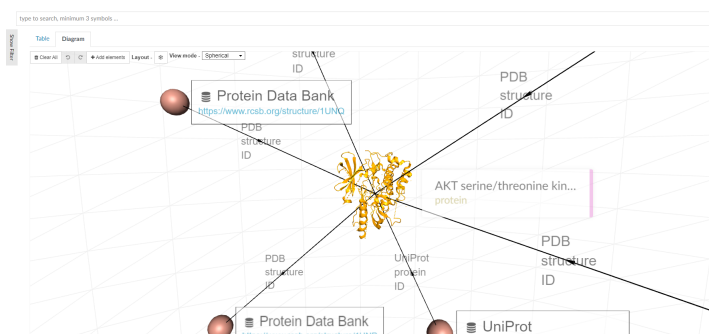 type to search, minimum 3 symbols ...
Show Filter
Table Diagram
Clear All + Add elements Layout - View mode - Spherical
structure
ID
Protein Data Bank
https://www.rcsb.org/structure/1UNQ
PDB
structure
ID
PDB
structure
ID
AKT serine/threonine kin...
protein
PDB
structure
ID
PDB
structure
ID
UniProt
protein
ID
Protein Data Bank
UniProt